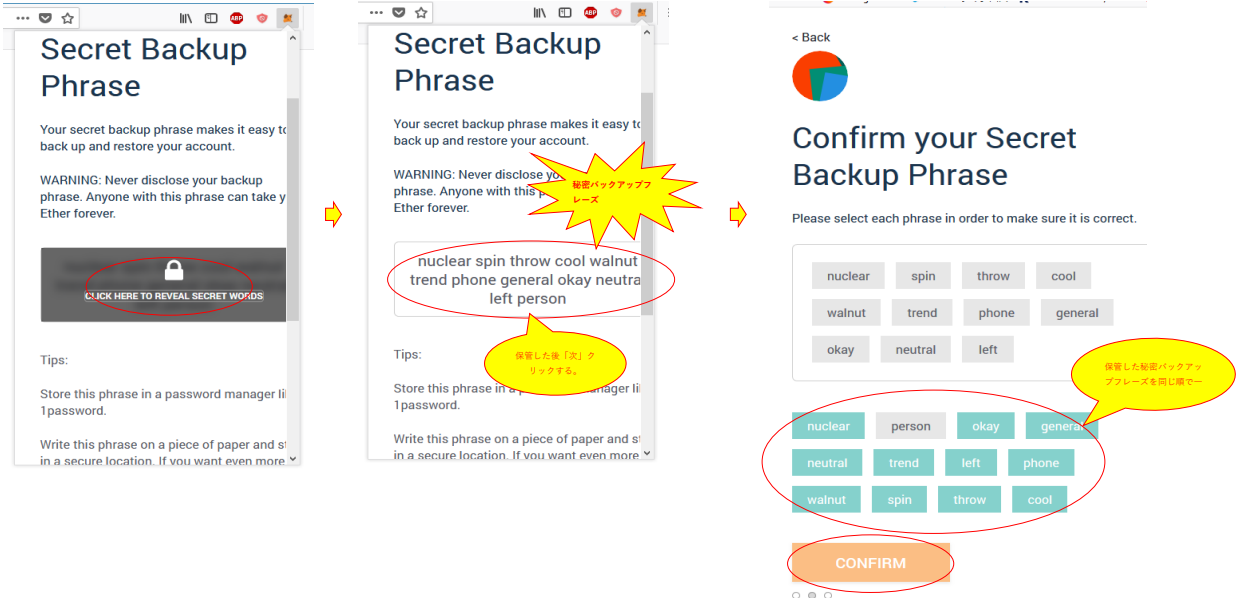 ABP
Secret Backup
Phrase
Your secret backup phrase makes it easy to
back up and restore your account.
WARNING: Never disclose your backup
phrase. Anyone with this phrase can take y
Ether forever.
CLICK HERE TO REVEAL SECRET WORDS
Tips:
Store this phrase in a password manager li
1password.
Write this phrase on a piece of paper and st
in a secure location. If you want even more
ABP
Secret Backup
Phrase
Your secret backup phrase makes it easy to
back up and restore your account.
WARNING: Never disclose yo
phrase. Anyone with this p
Ether forever.
秘密バックアップフ
レーズ
nuclear spin throw cool walnut
trend phone general okay neutra
left person
保管した後「次」ク
リックする。
Tips:
Store this phrase in a p nager li
1password.
Write this phrase on a piece of paper and st
in a secure location. If you want even more
< Back
Confirm your Secret
Backup Phrase
Please select each phrase in order to make sure it is correct.
nuclear spin throw cool
walnut trend phone general
okay neutral left
保管した秘密バックアッ
プフレーズを同じ順でー
nuclear person okay general
neutral trend left phone
walnut spin throw cool
CONFIRM